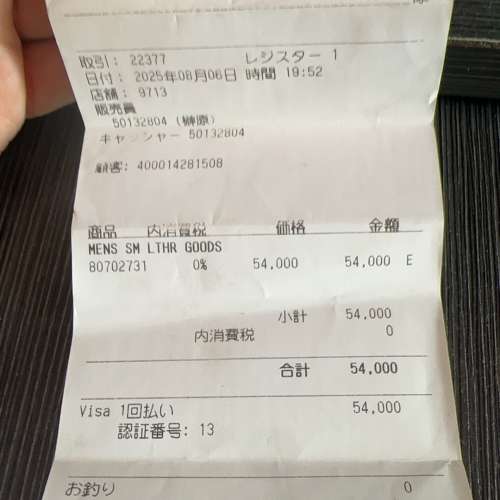 様
取引: 22377 レジスター 1
日付: 2025年08月06日 時間 19:52
店舗: 9713
販売員
50132804 (榊原)
キャッシャー 50132804
顧客: 400014281508
商品 内消費税 価格 金額
MENS SM LTHR GOODS
80702731 0% 54,000 54,000 E
小計 54,000
内消費税 0
合計 54,000
Visa 1回払い 54,000
認証番号: 13
お釣り 0